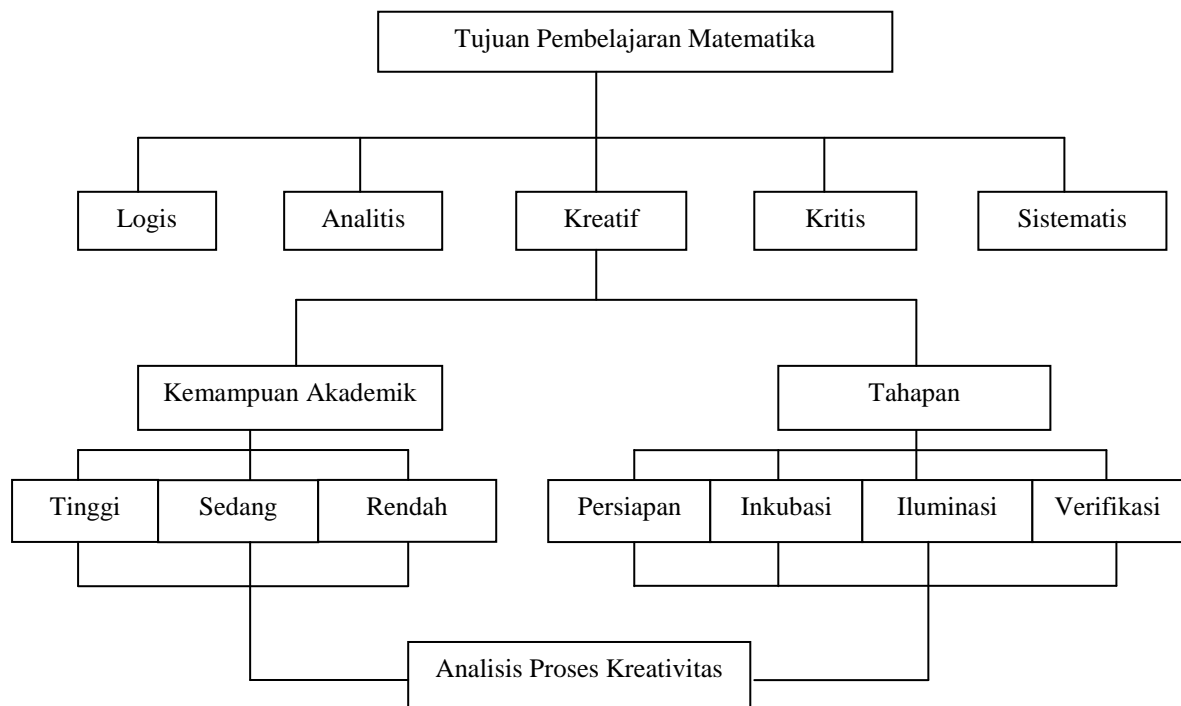 Tujuan Pembelajaran Matematika
Logis
Analitis
Kreatif
Kritis
Sistematis
Kemampuan Akademik
Tahapan
Tinggi
Sedang
Rendah
Persiapan
Inkubasi
Iluminasi
Verifikasi
Analisis Proses Kreativitas